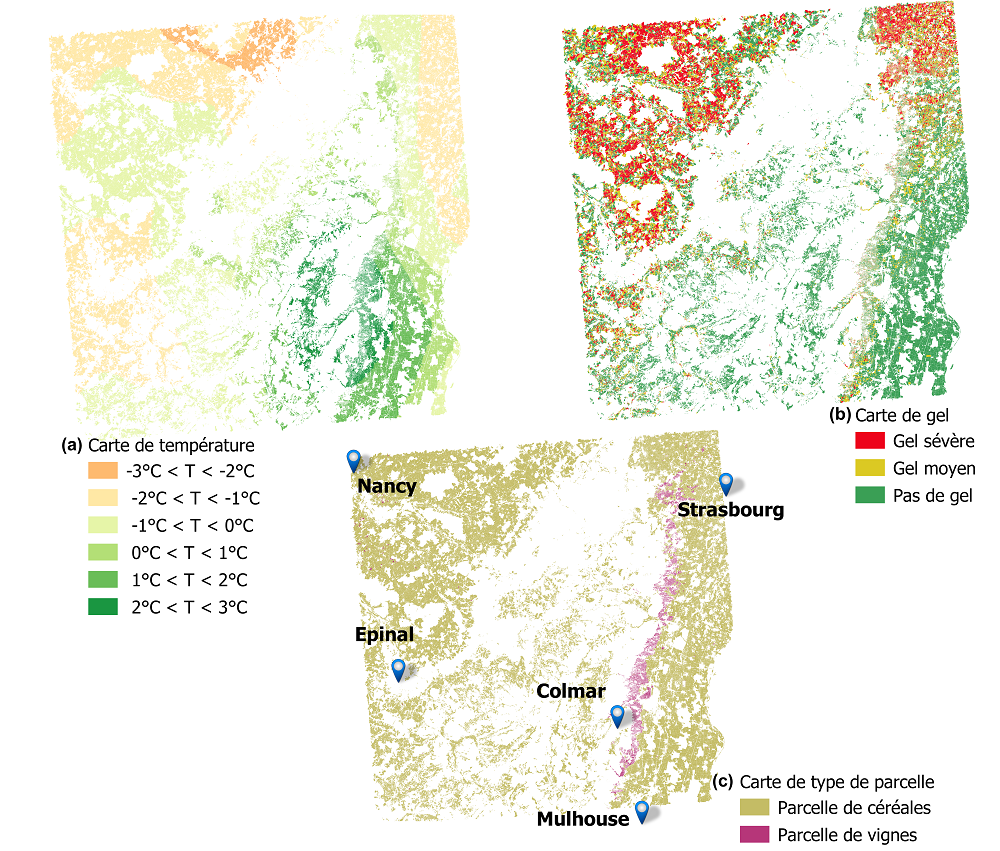 (a) Carte de température
-3°C < T < -2°C
-2°C < T < -1°C
-1°C < T < 0°C
0°C < T < 1°C
1°C < T < 2°C
2°C < T < 3°C
(b) Carte de gel
Gel sévère
Gel moyen
Pas de gel
Nancy
Strasbourg
Epinal
Colmar
Mulhouse
(c) Carte de type de parcelle
Parcelle de céréales
Parcelle de vignes